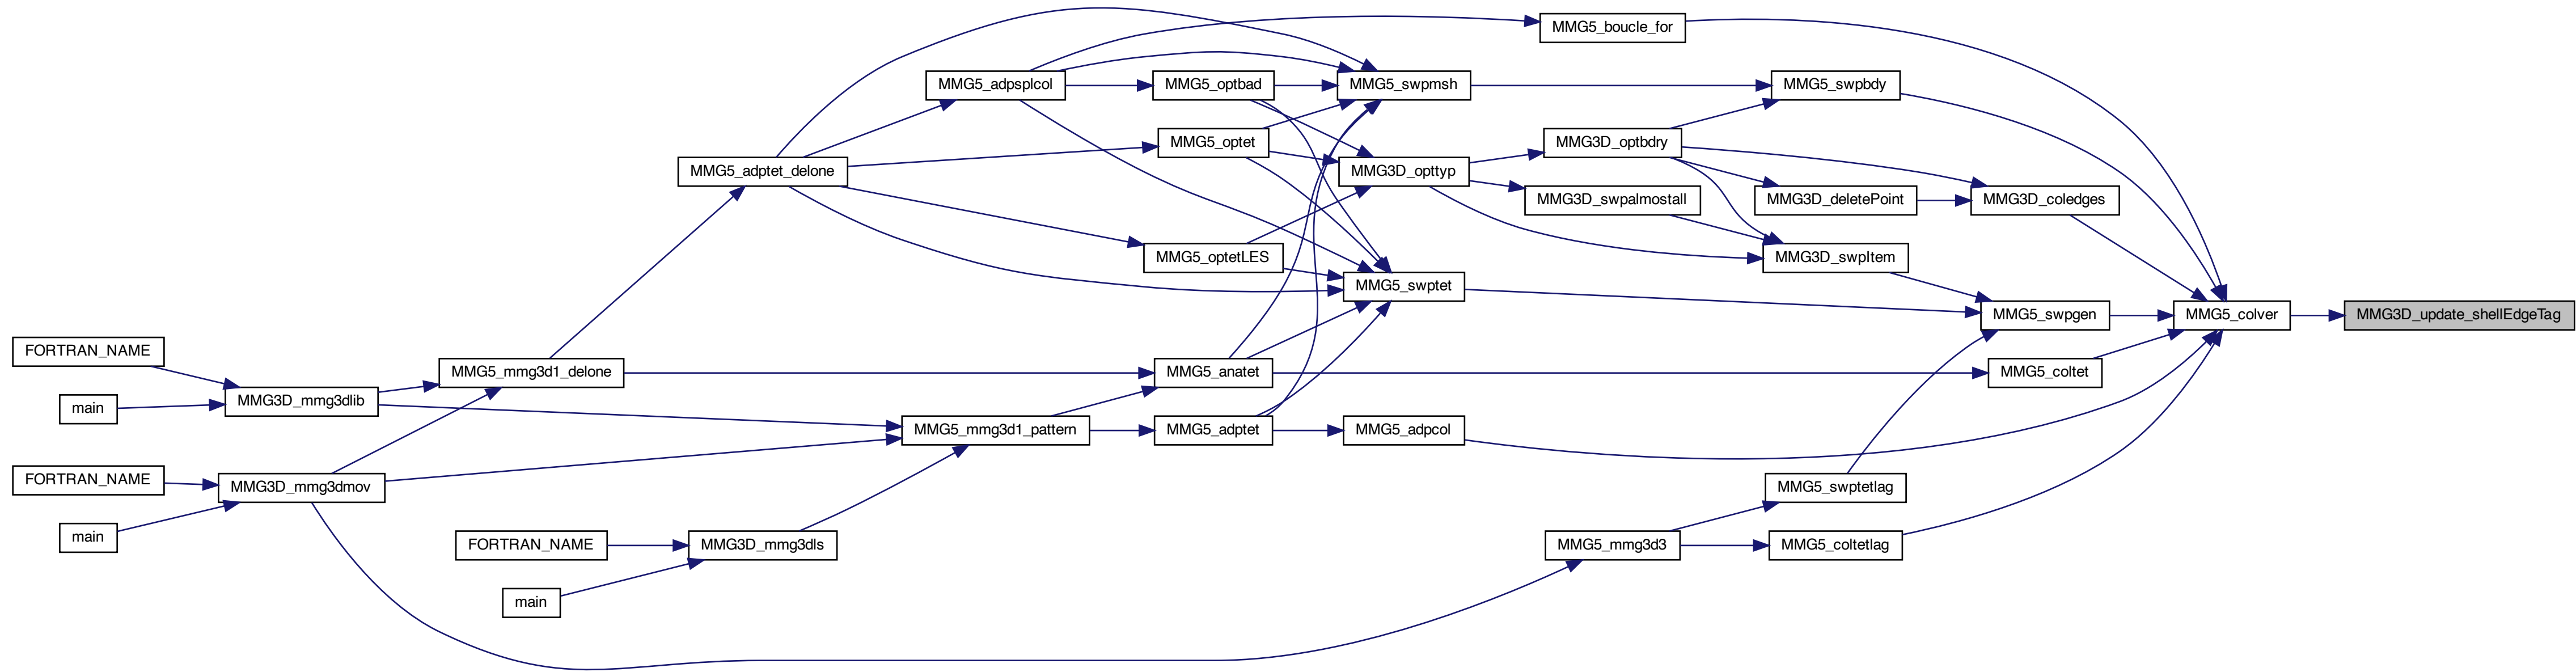 MMG5_boucle_for
MMG5_adpsplcol
MMG5_optbad
MMG5_swpmsh
MMG5_swpbdy
MMG5_optet
MMG3D_optbdry
MMG5_adptet_delone
MMG3D_opttyp
MMG3D_swpalmostall
MMG3D_deletePoint
MMG3D_coledges
MMG5_optetLES
MMG3D_swpItem
MMG5_swptet
MMG5_swpgen
MMG5_colver
MMG3D_update_shellEdgeTag
FORTRAN_NAME
MMG5_mmg3d1_delone
MMG5_anatet
MMG5_coltet
main
MMG3D_mmg3dlib
MMG5_mmg3d1_pattern
MMG5_adptet
MMG5_adpcol
FORTRAN_NAME
MMG3D_mmg3dmov
MMG5_swptetlag
main
FORTRAN_NAME
MMG3D_mmg3dls
MMG5_mmg3d3
MMG5_coltetlag
main